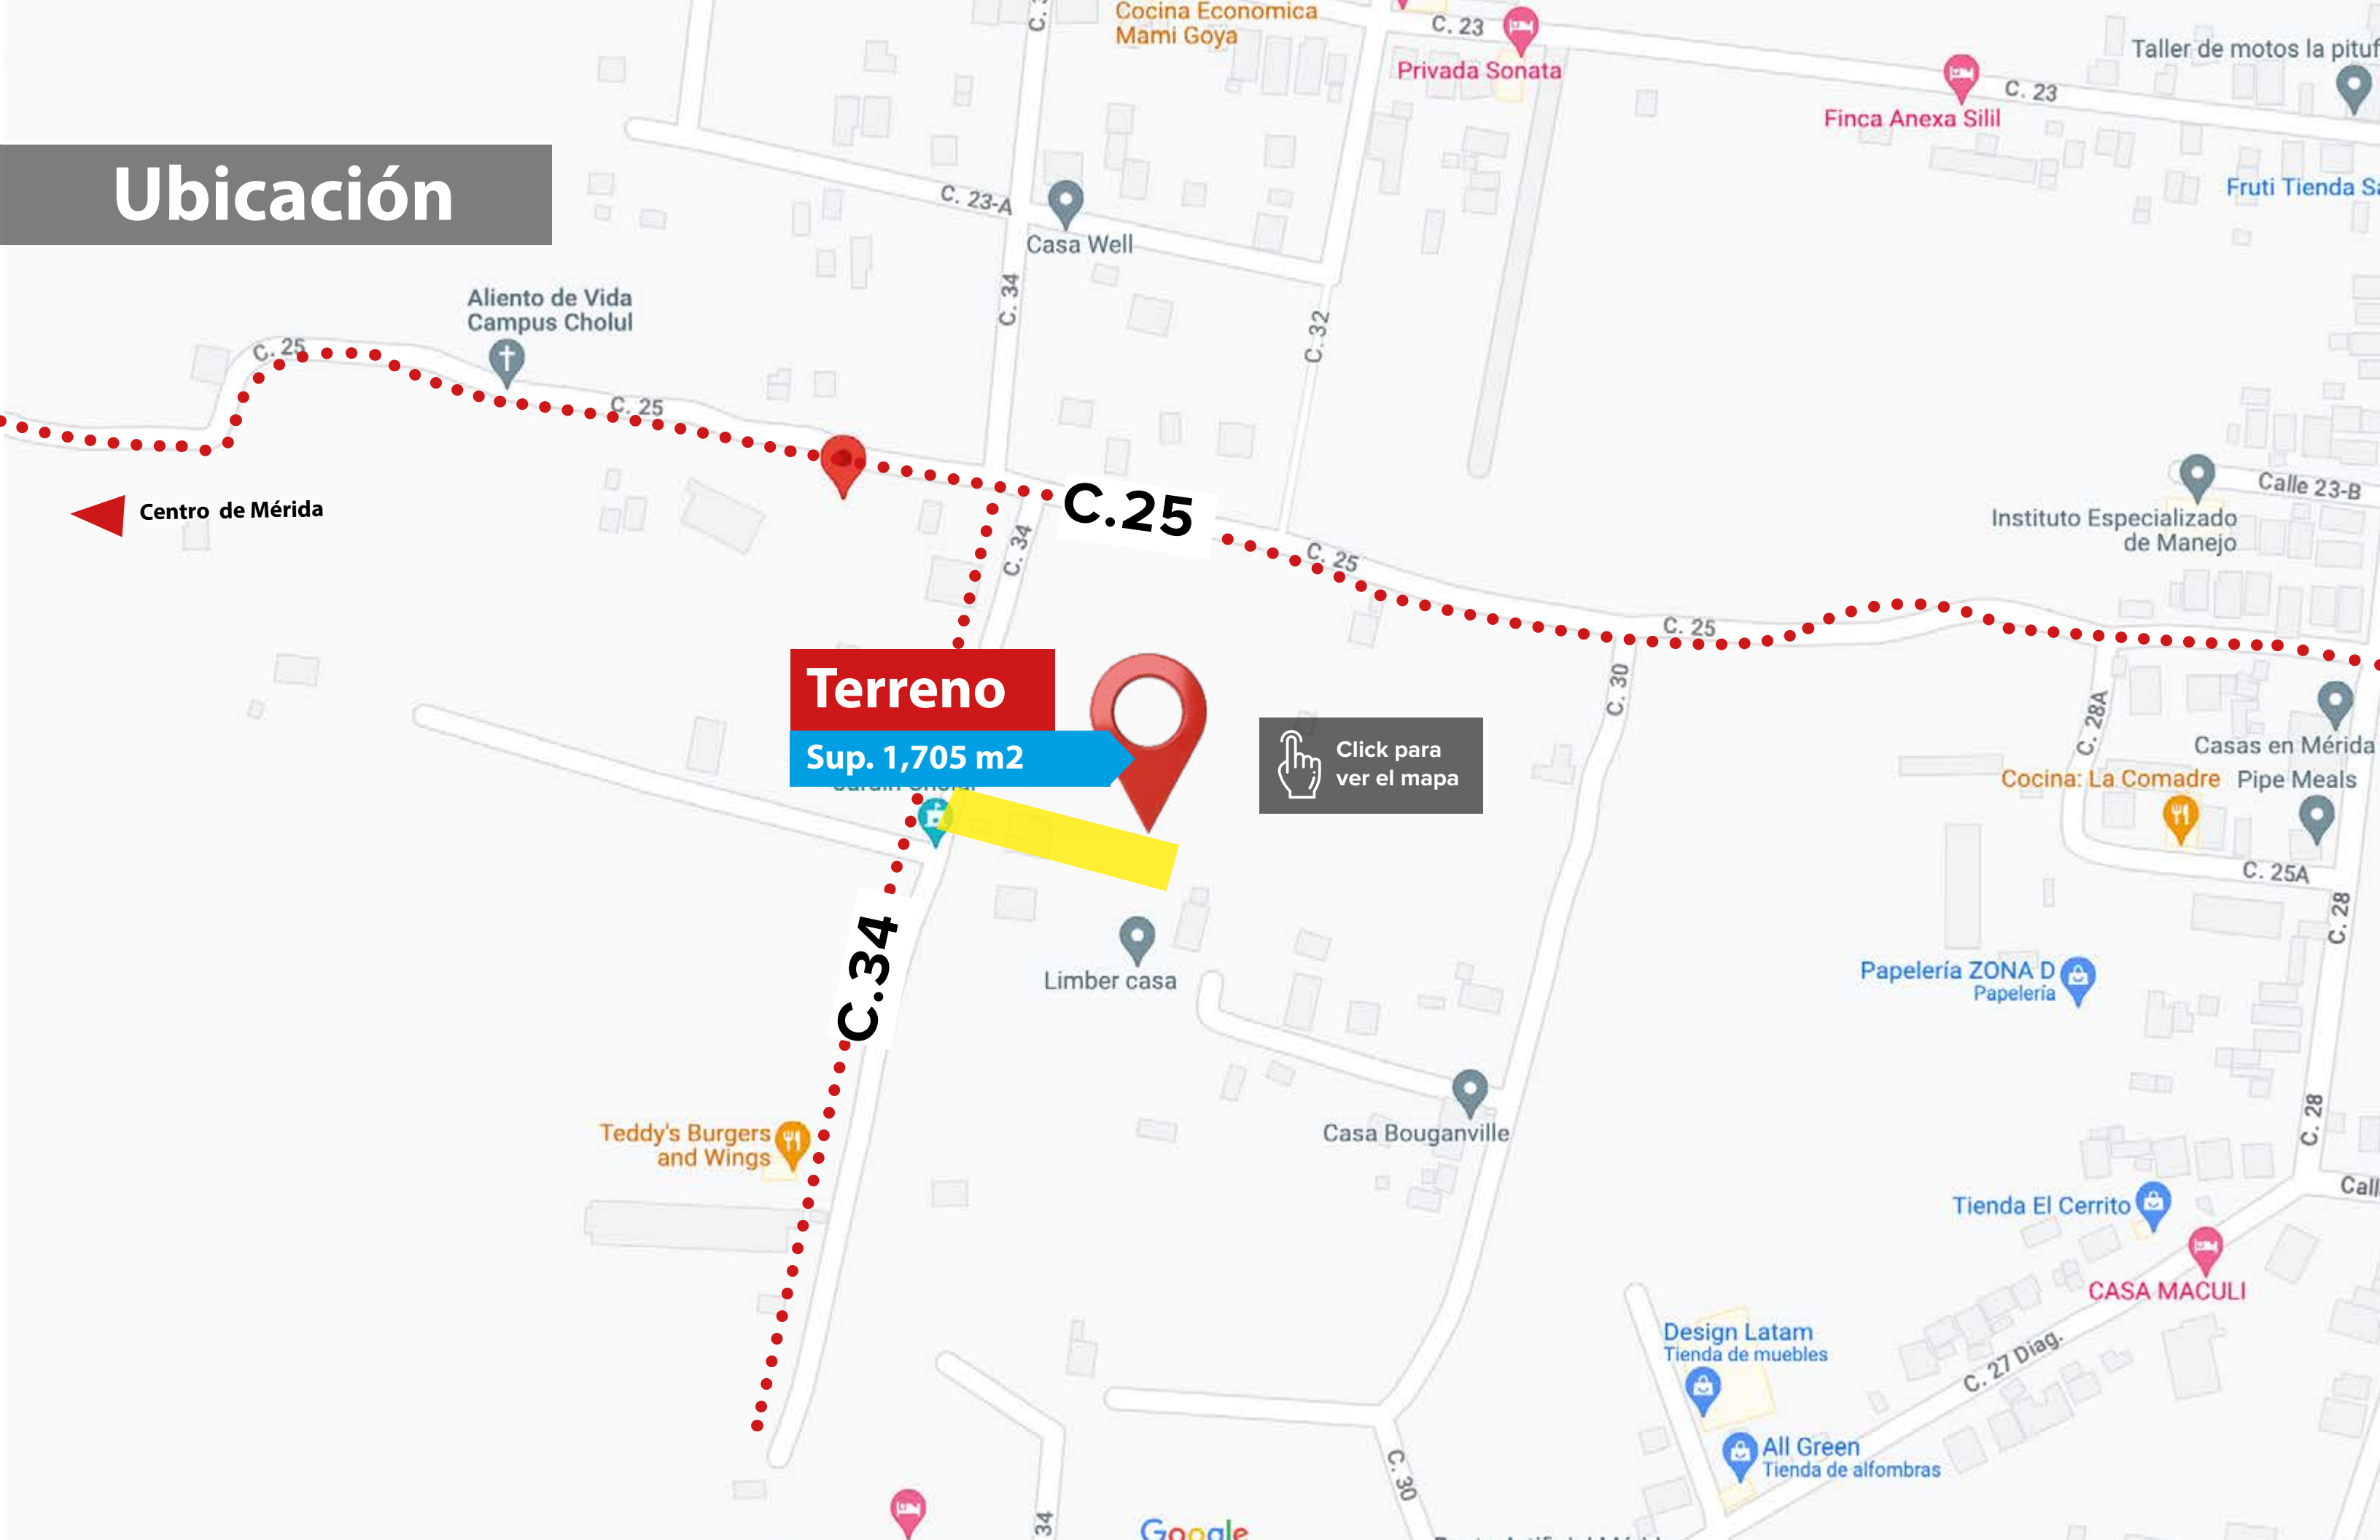 Cocina Economica
Mami Goya
C. 23
Privada Sonata
Finca Anexa Silil
C. 23
Taller de motos la pituf
Fruti Tienda Sa
Ubicación
C. 23-A
Casa Well
C. 34
C. 32
Aliento de Vida
Campus Cholul
C. 25
C. 25
Centro de Mérida
C.25
C. 34
C. 25
C. 25
Calle 23-B
Instituto Especializado
de Manejo
C. 30
C. 28A
Terreno
Sup. 1,705 m2
Click para
ver el mapa
Casas en Mérida
Cocina: La Comadre
Pipe Meals
C. 25A
C. 28
C.34
Limber casa
Papelería ZONA D
Papelería
Casa Bouganville
Teddy's Burgers
and Wings
C. 28
Call
Tienda El Cerrito
CASA MACULI
Design Latam
Tienda de muebles
C. 27 Diag.
All Green
Tienda de alfombras
C. 30
34
Google